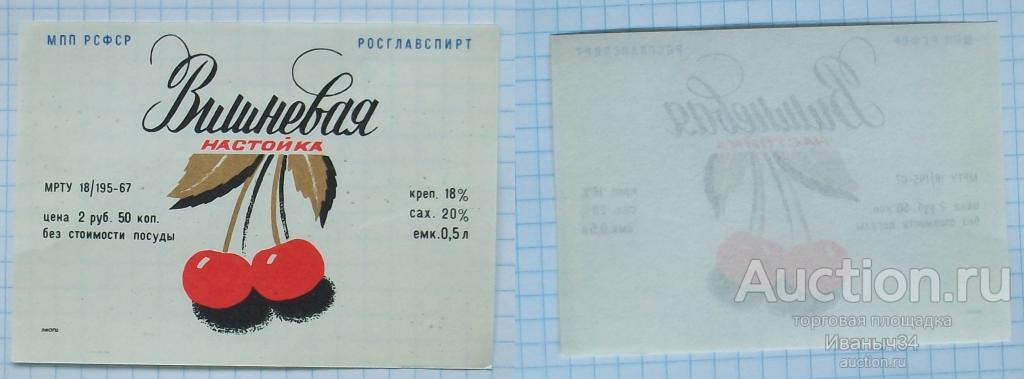 МПП РСФСР
РОСГЛАВСПИРТ
Вишневая
НАСТОЙКА
МРТУ 18/195-67
цена 2 руб. 50 коп.
без стоимости посуды
креп. 18%
сах. 20%
емк.0,5 л
Auction.ru
торговая площадка
Иваныч34
auction.ru